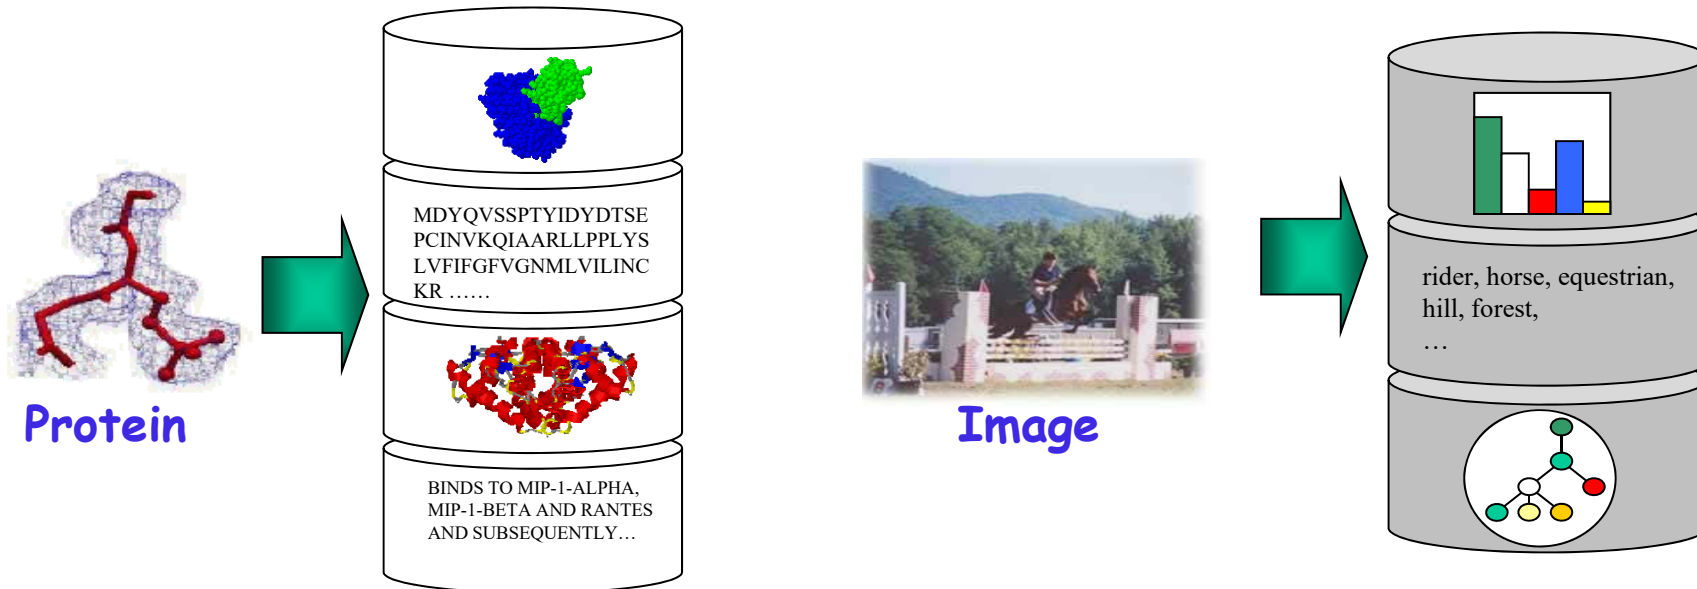 MDYQVSSPTYIDYDTSE
PCINVKQIAARLLPPLYS
LVFIFGFVGNMLVILINC
KR ……
Protein
BINDS TO MIP-1-ALPHA,
MIP-1-BETA AND RANTES
AND SUBSEQUENTLY…
rider, horse, equestrian,
hill, forest,
…
Image